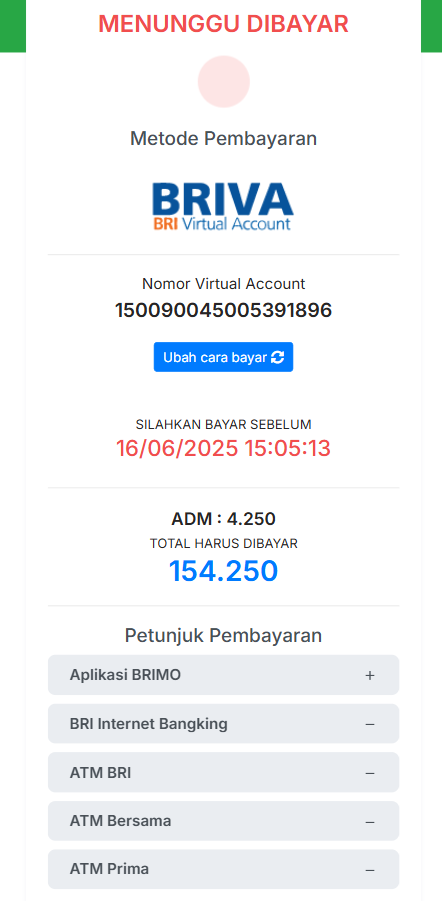 MENUNGGU DIBAYAR
Metode Pembayaran
BRIVA
BRI Virtual Account
Nomor Virtual Account
150090045005391896
Ubah cara bayar
SILAHKAN BAYAR SEBELUM
16/06/2025 15:05:13
ADM : 4.250
TOTAL HARUS DIBAYAR
154.250
Petunjuk Pembayaran
Aplikasi BRIMO +
BRI Internet Bangking –
ATM BRI –
ATM Bersama –
ATM Prima –